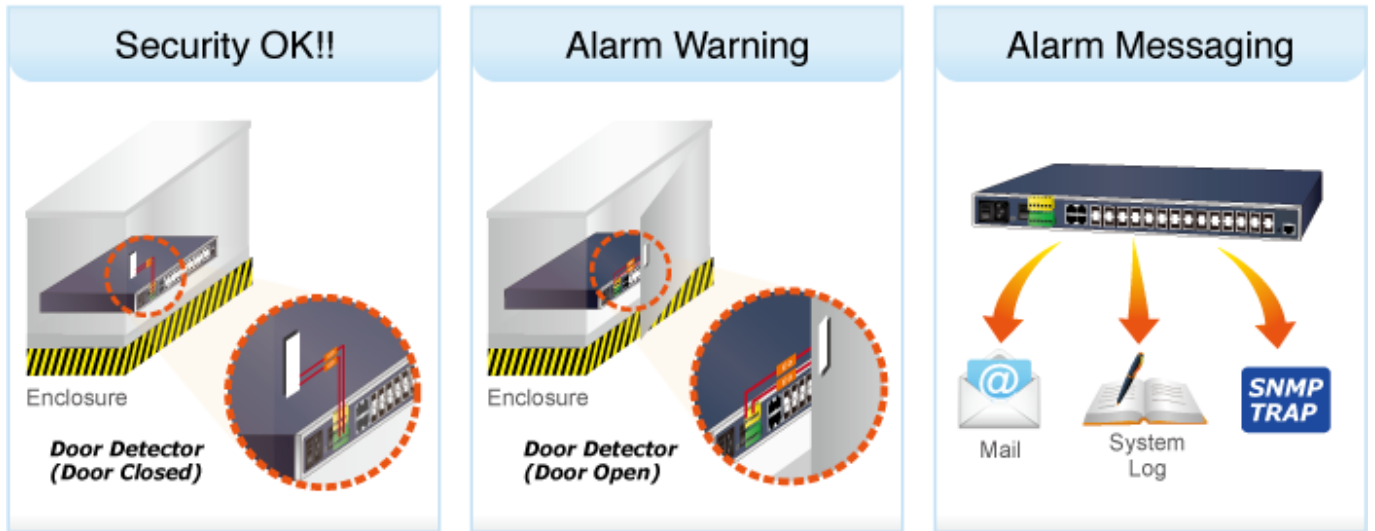 Security OK!!
Enclosure
Door Detector
(Door Closed)
Alarm Warning
Enclosure
Door Detector
(Door Open)
Alarm Messaging
@
Mail
System
Log
SNMP
TRAP